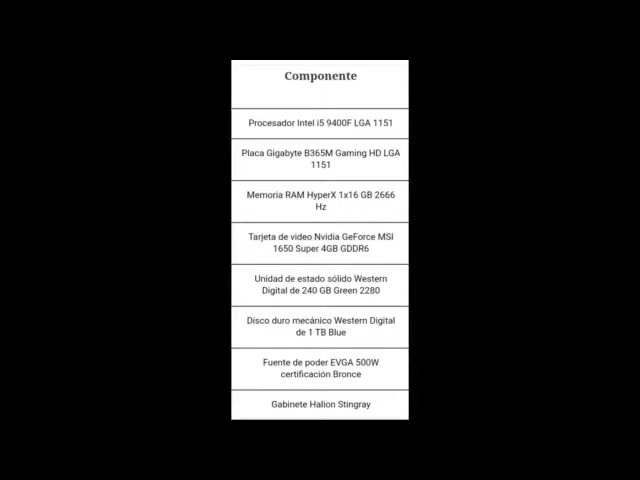 Componente
Procesador Intel i5 9400F LGA 1151
Placa Gigabyte B365M Gaming HD LGA
1151
Memoria RAM HyperX 1x16 GB 2666
Hz
Tarjeta de video Nvidia GeForce MSI
1650 Super 4GB GDDR6
Unidad de estado sólido Western
Digital de 240 GB Green 2280
Disco duro mecánico Western Digital
de 1 TB Blue
Fuente de poder EVGA 500W
certificación Bronce
Gabinete Halion Stingray